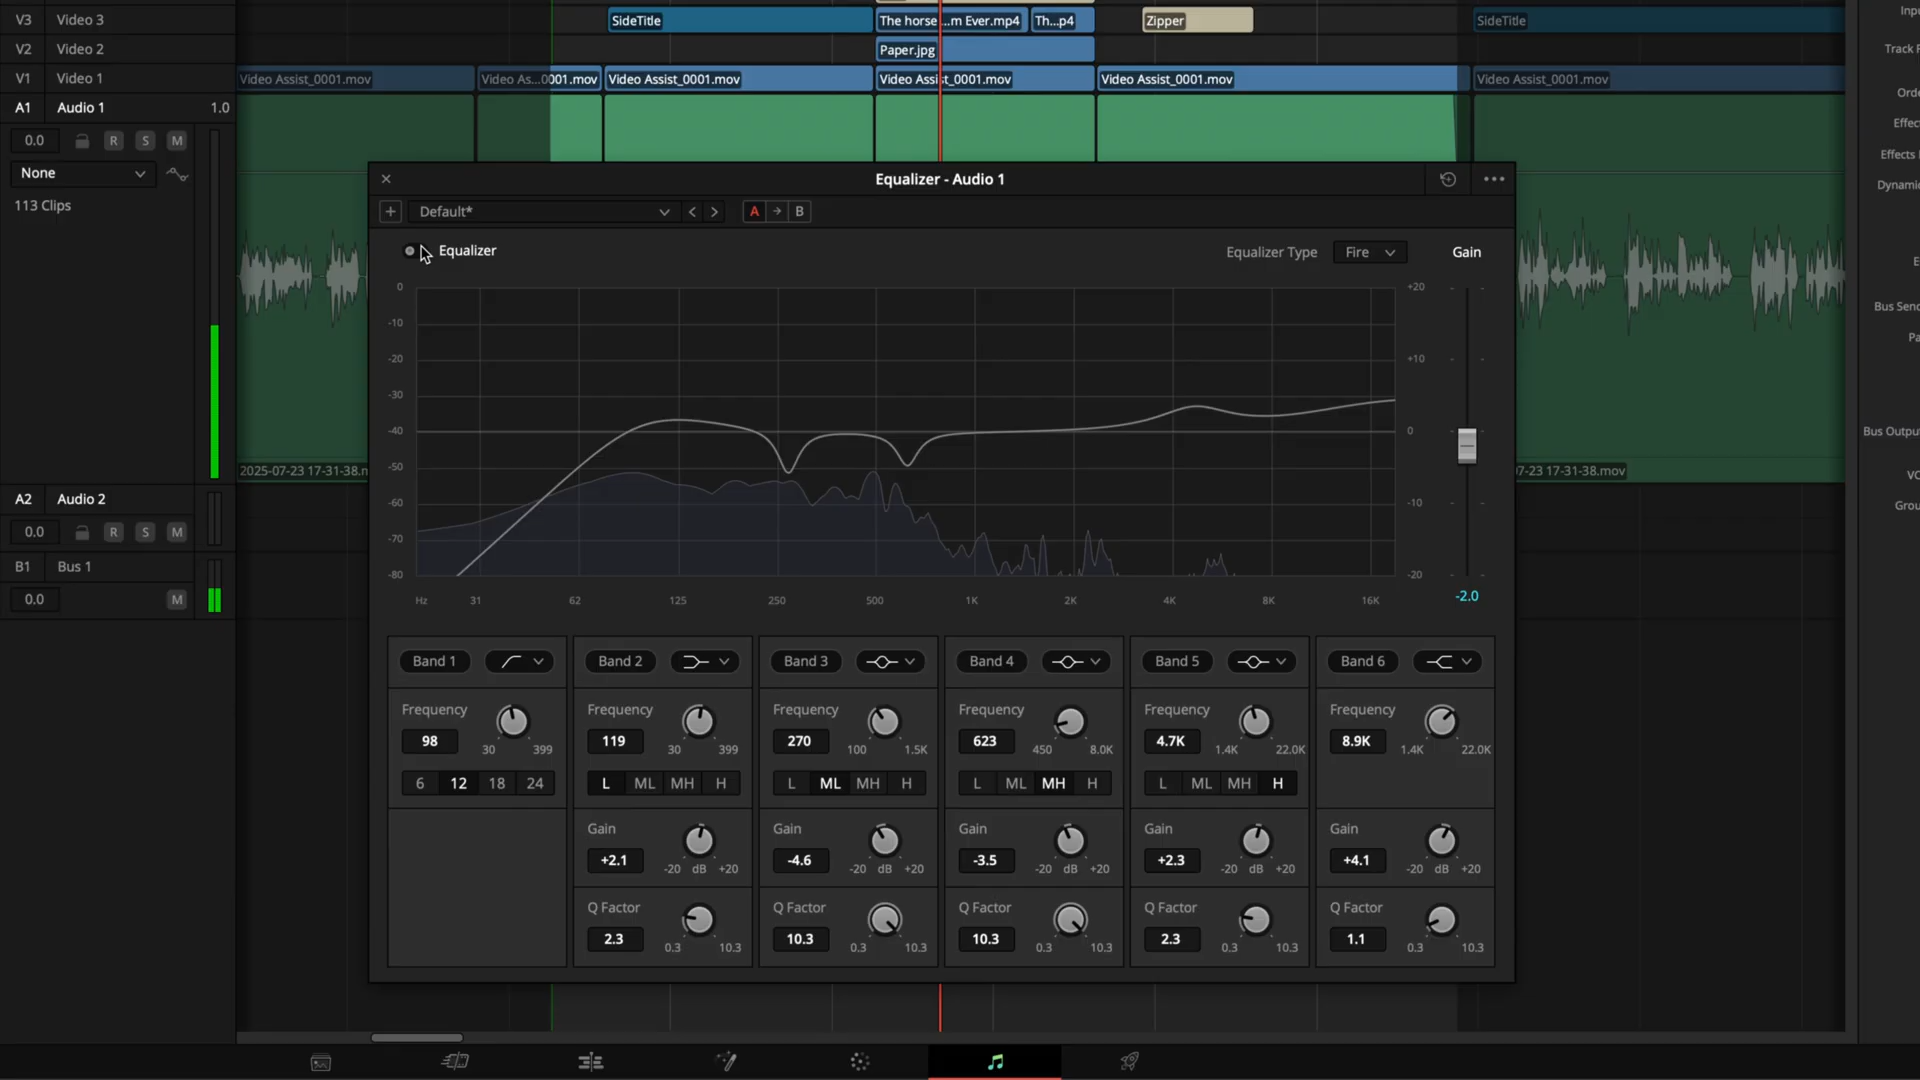 V3 Video 3 SideTitle The horse ...m Ever.mp4 Th...p4 Zipper SideTitle
V2 Video 2 Paper.jpg
V1 Video 1 Video Assist_0001.mov Video As...0001.mov Video Assist_0001.mov Video Assist_0001.mov Video Assist_0001.mov Video Assist_0001.mov
A1 Audio 1 1.0
0.0 R S M
None
113 Clips
2025-07-23 17-31-38.m
07-23 17-31-38.mov
A2 Audio 2
0.0 R S M
B1 Bus 1
0.0 M
Equalizer - Audio 1
Default* A B
Equalizer Equalizer Type Fire Gain
0 +20
-10
-20 +10
-30
-40 0
-50
-60 -10
-70
-80 -20
Hz 31 62 125 250 500 1K 2K 4K 8K 16K
-2.0
Band 1 Band 2 Band 3 Band 4 Band 5 Band 6
Frequency Frequency Frequency Frequency Frequency Frequency
98 30 399 119 30 399 270 100 1.5K 623 450 8.0K 4.7K 1.4K 22.0K 8.9K 1.4K 22.0K
6 12 18 24 L ML MH H L ML MH H L ML MH H L ML MH H
Gain Gain Gain Gain Gain
+2.1 -20 dB +20 -4.6 -20 dB +20 -3.5 -20 dB +20 +2.3 -20 dB +20 +4.1 -20 dB +20
Q Factor Q Factor Q Factor Q Factor Q Factor
2.3 0.3 10.3 10.3 0.3 10.3 10.3 0.3 10.3 2.3 0.3 10.3 1.1 0.3 10.3
Track
Effects
Dynamic
Bus Send
Bus Output
VC
Grou